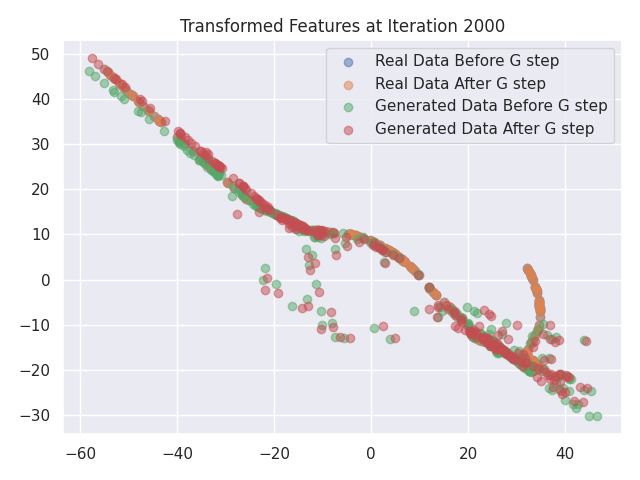 Transformed Features at Iteration 2000
Real Data Before G step
Real Data After G step
Generated Data Before G step
Generated Data After G step
50
40
30
20
10
0
−10
−20
−30
−60 −40 −20 0 20 40